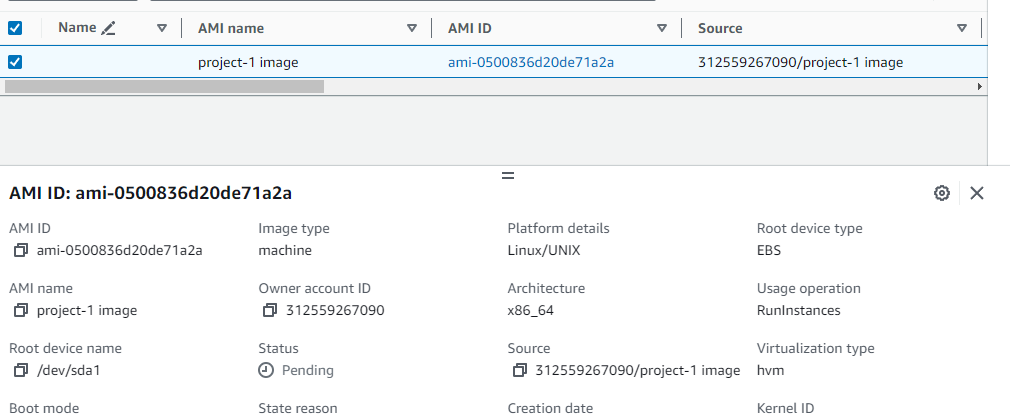 Name AMI name AMI ID Source
project-1 image ami-0500836d20de71a2a 312559267090/project-1 image
AMI ID: ami-0500836d20de71a2a
AMI ID Image type Platform details Root device type
ami-0500836d20de71a2a machine Linux/UNIX EBS
AMI name Owner account ID Architecture Usage operation
project-1 image 312559267090 x86_64 RunInstances
Root device name Status Source Virtualization type
/dev/sda1 Pending 312559267090/project-1 image hvm
Boot mode State reason Creation date Kernel ID